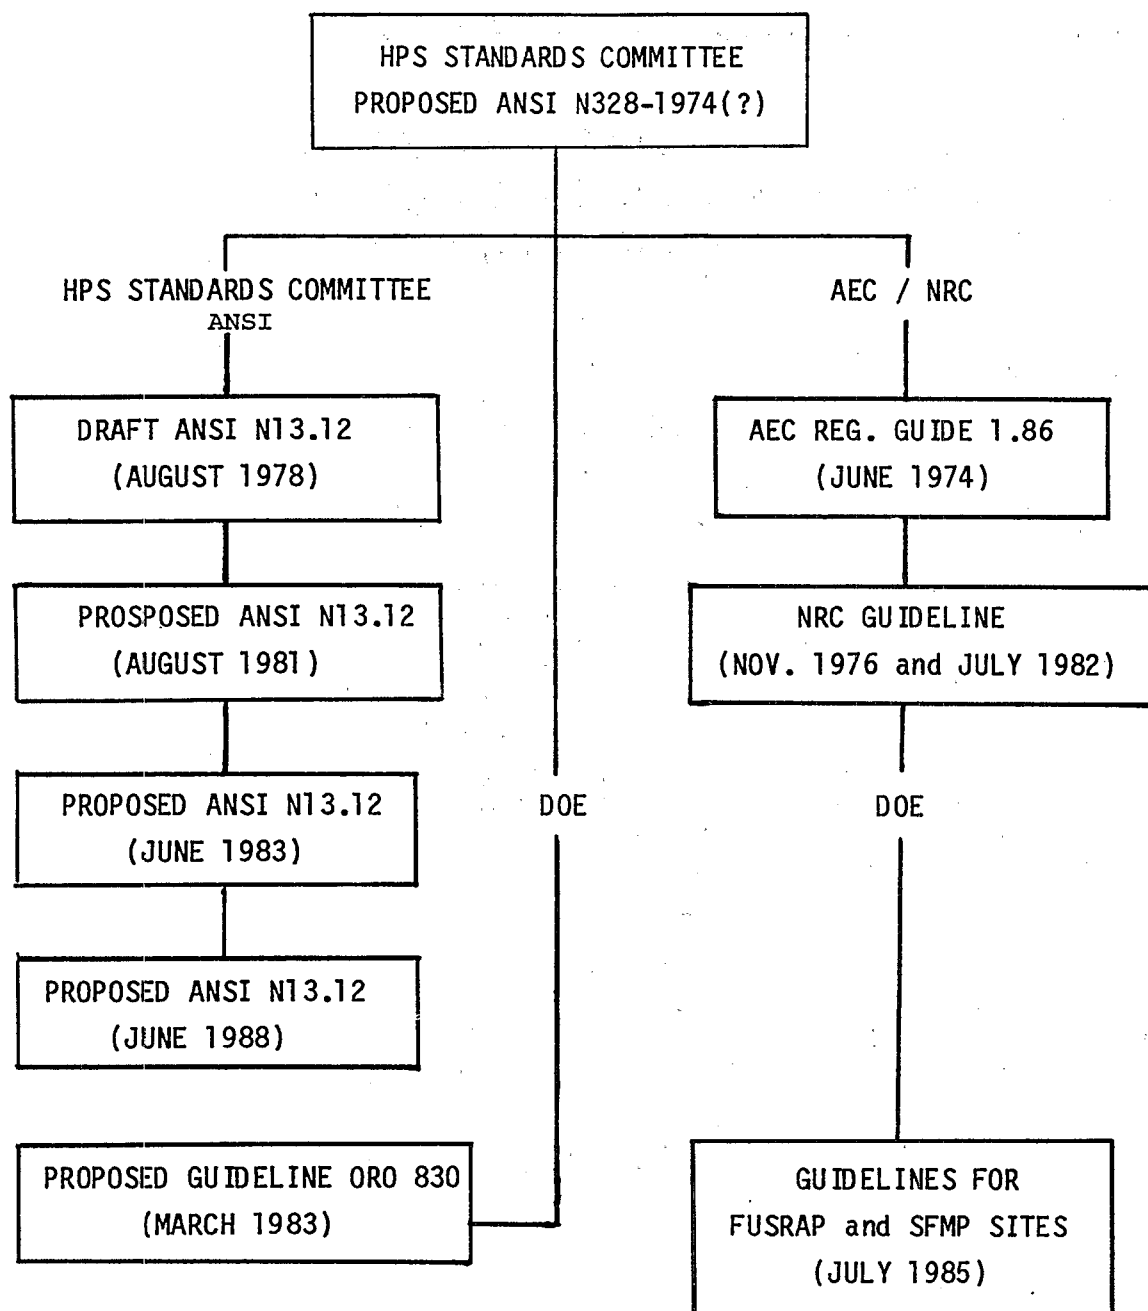 HPS STANDARDS COMMITTEE
PROPOSED ANSI N328-1974(?)
HPS STANDARDS COMMITTEE
ANSI
AEC / NRC
DRAFT ANSI N13.12
(AUGUST 1978)
AEC REG. GUIDE 1.86
(JUNE 1974)
PROSPOSED ANSI N13.12
(AUGUST 1981)
NRC GUIDELINE
(NOV. 1976 and JULY 1982)
PROPOSED ANSI N13.12
(JUNE 1983)
DOE
DOE
PROPOSED ANSI N13.12
(JUNE 1988)
PROPOSED GUIDELINE ORO 830
(MARCH 1983)
GUIDELINES FOR
FUSRAP and SFMP SITES
(JULY 1985)